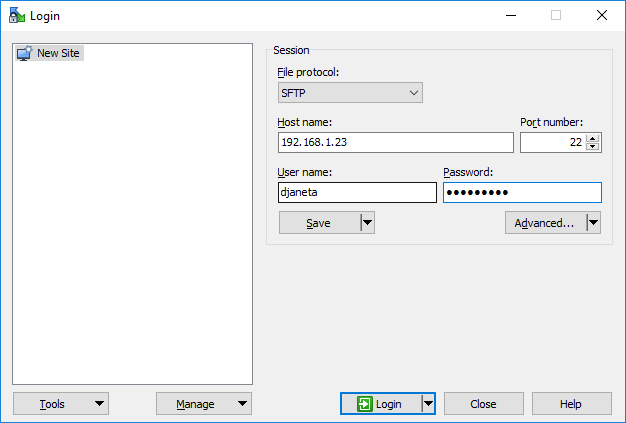 Login
New Site
Session
File protocol:
SFTP
Host name:
Port number:
192.168.1.23
22
User name:
Password:
djaneta
●●●●●●●●●
Save
Advanced...
Tools
Manage
Login
Close
Help